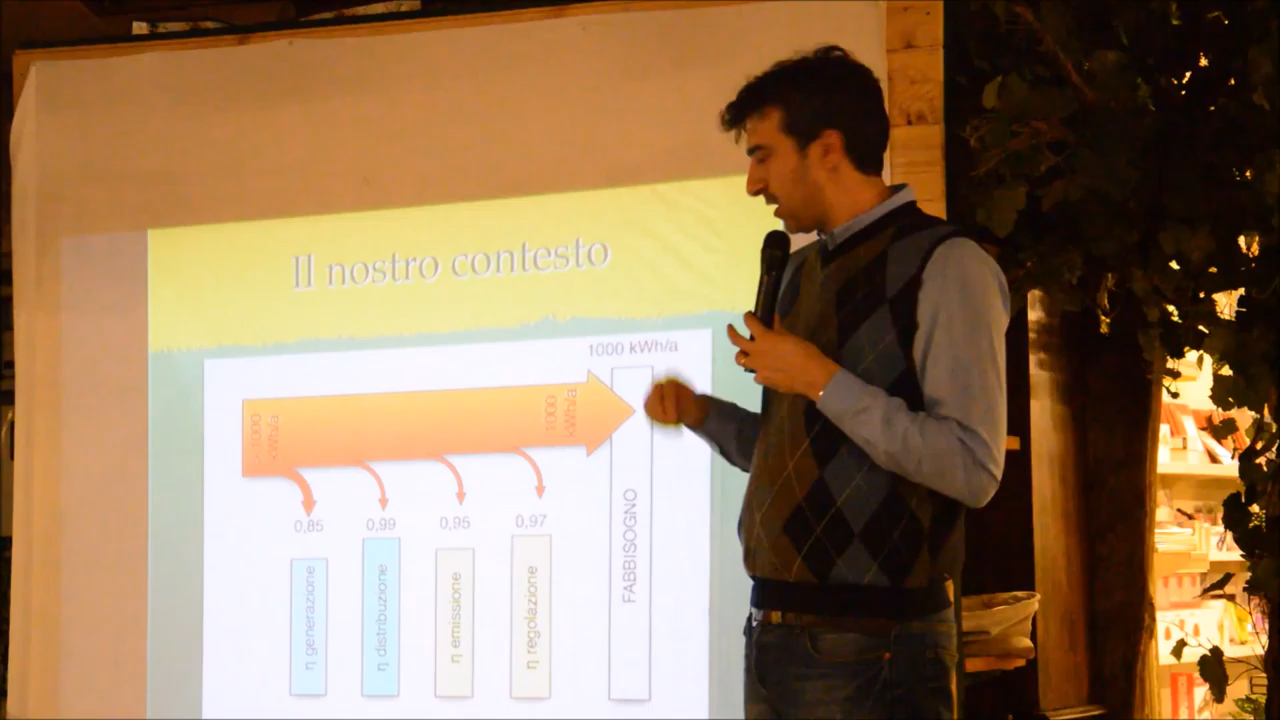 Il nostro contesto
1000 kWh/a
1000
kWh/a
1000
kWh/a
0,85
0,99
0,95
0,97
η generazione
η distribuzione
η emissione
η regolazione
FABBISOGNO